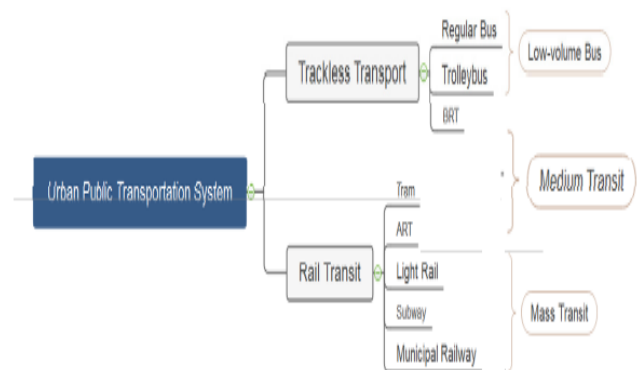 Regular Bus
Low-volume Bus
Trackless Transport
Trolleybus
BRT
Medium Transit
Urban Public Transportation System
Tram
ART
Rail Transit
Light Rail
Subway
Mass Transit
Municipal Railway